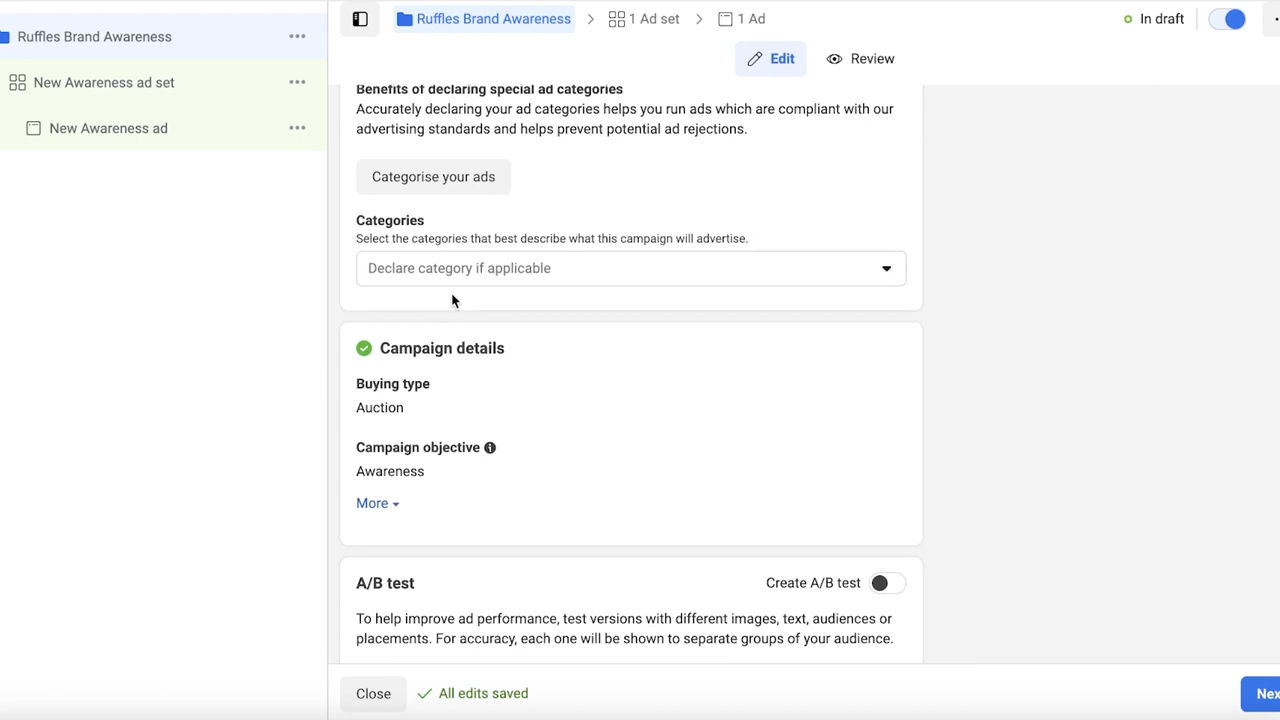 Ruffles Brand Awareness
New Awareness ad set
New Awareness ad
Ruffles Brand Awareness > 1 Ad set > 1 Ad
In draft
Edit
Review
Benefits of declaring special ad categories
Accurately declaring your ad categories helps you run ads which are compliant with our
advertising standards and helps prevent potential ad rejections.
Categorise your ads
Categories
Select the categories that best describe what this campaign will advertise.
Declare category if applicable
Campaign details
Buying type
Auction
Campaign objective
Awareness
More
A/B test
Create A/B test
To help improve ad performance, test versions with different images, text, audiences or
placements. For accuracy, each one will be shown to separate groups of your audience.
Close
All edits saved
Nex